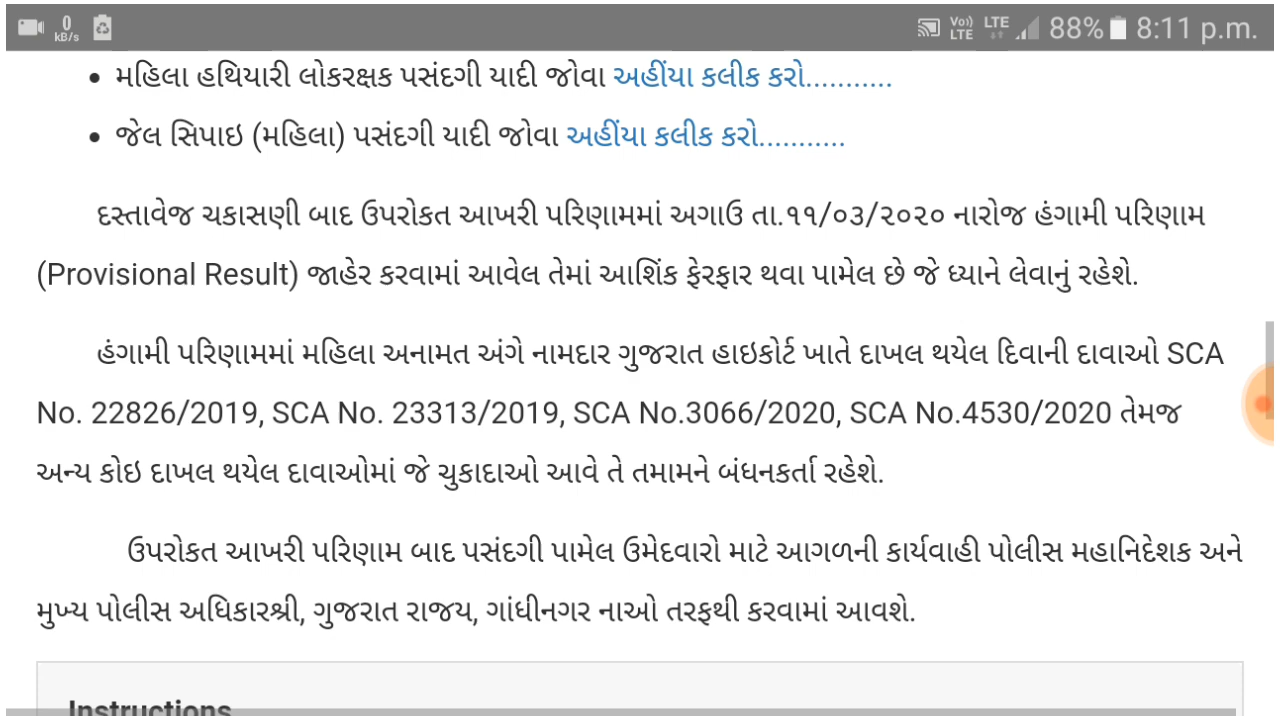 0
kB/s
Vo)) LTE LTE 88% 8:11 p.m.
• મહિલા હથિયારી લોકરક્ષક પસંદગી યાદી જોવા અહીંયા કલીક કરો...........
• જેલ સિપાઇ (મહિલા) પસંદગી યાદી જોવા અહીંયા કલીક કરો...........
દસ્તાવેજ ચકાસણી બાદ ઉપરોકત આખરી પરિણામમાં અગાઉ તા.૧૧/૦૩/૨૦૨૦ નારોજ હંગામી પરિણામ
(Provisional Result) જાહેર કરવામાં આવેલ તેમાં આશિંક ફેરફાર થવા પામેલ છે જે ધ્યાને લેવાનું રહેશે.
હંગામી પરિણામમાં મહિલા અનામત અંગે નામદાર ગુજરાત હાઇકોર્ટ ખાતે દાખલ થયેલ દિવાની દાવાઓ SCA
No. 22826/2019, SCA No. 23313/2019, SCA No.3066/2020, SCA No.4530/2020 તેમજ
અન્ય કોઇ દાખલ થયેલ દાવાઓમાં જે ચુકાદાઓ આવે તે તમામને બંધનકર્તા રહેશે.
ઉપરોકત આખરી પરિણામ બાદ પસંદગી પામેલ ઉમેદવારો માટે આગળની કાર્યવાહી પોલીસ મહાનિદેશક અને
મુખ્ય પોલીસ અધિકારશ્રી, ગુજરાત રાજય, ગાંધીનગર નાઓ તરફથી કરવામાં આવશે.
Instructions